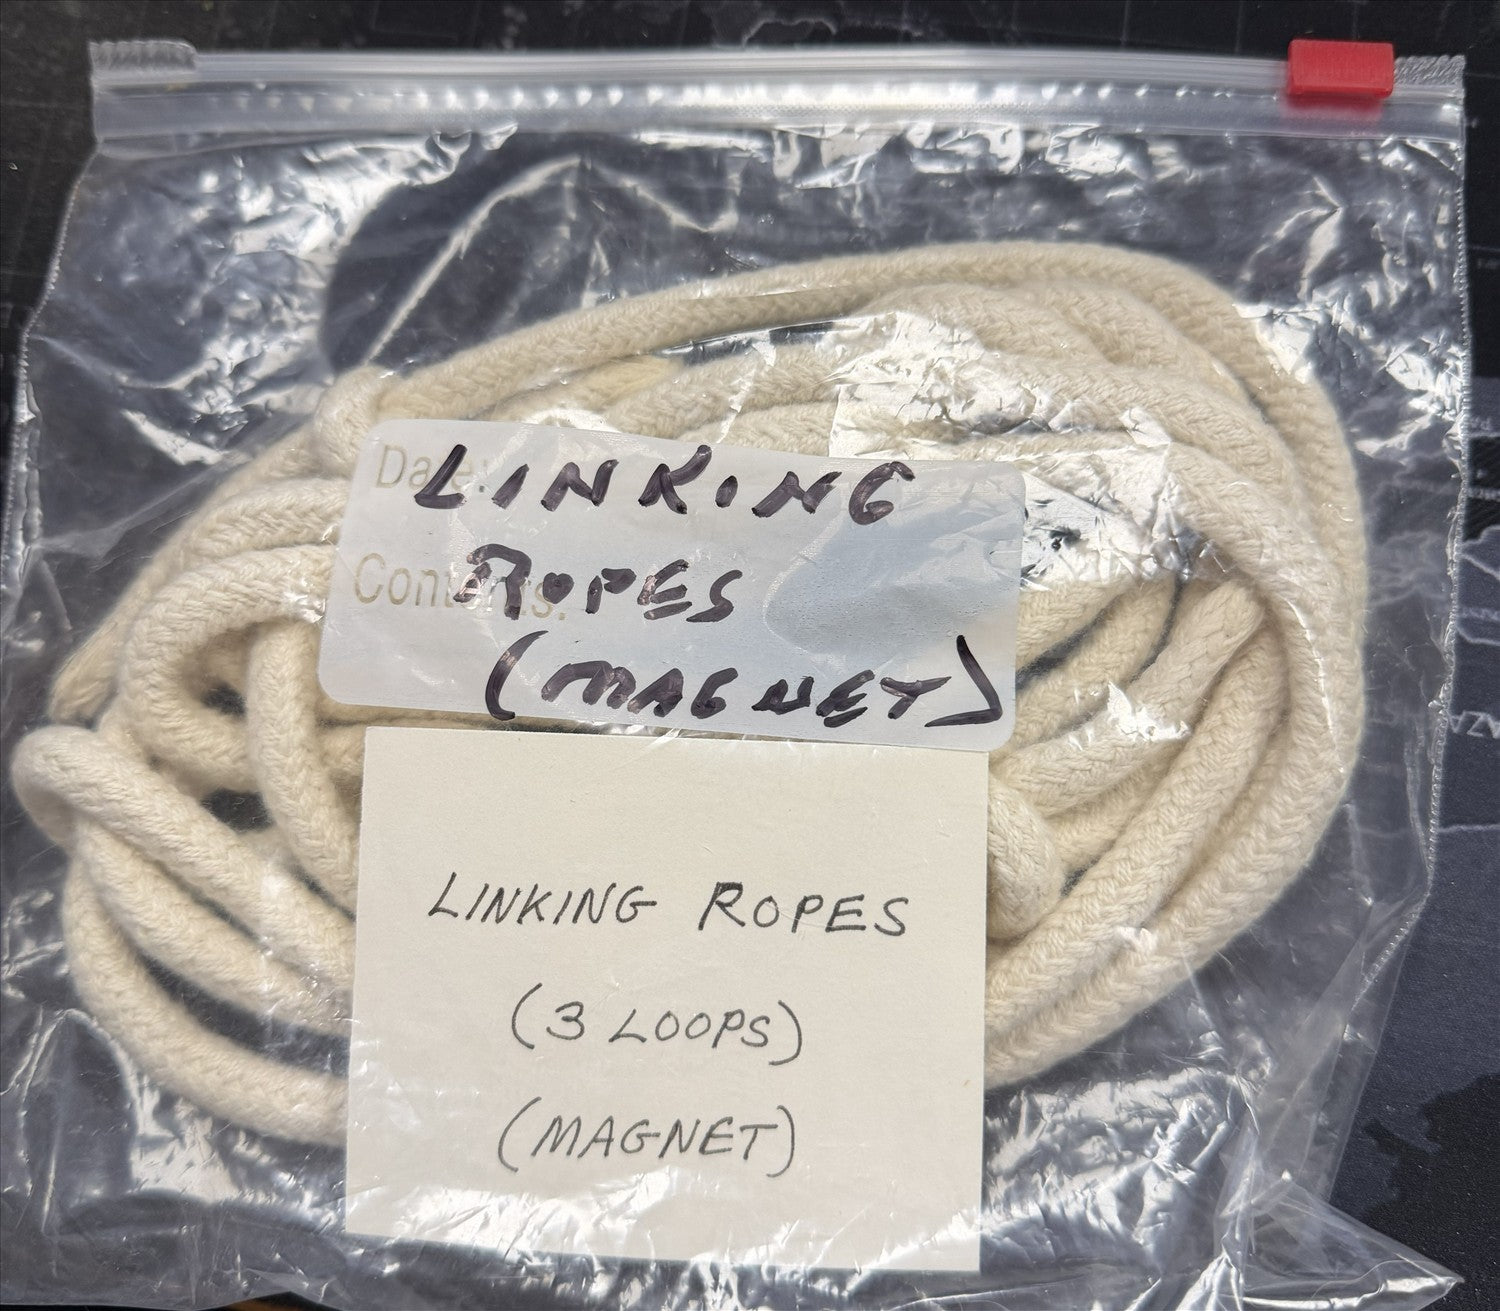 Date: LINKING
Contents: ROPES
(MAGNET)
LINKING ROPES
(3 LOOPS)
(MAGNET)